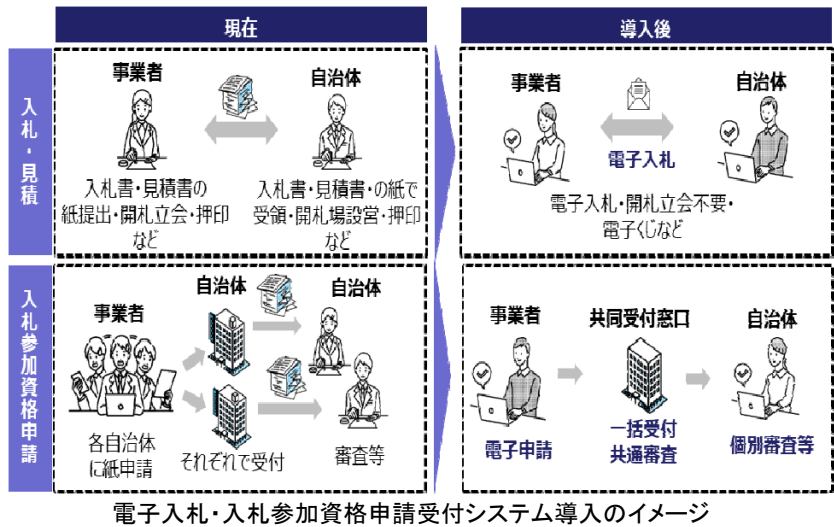 現在
導入後
入札・見積
事業者
自治体
入札書・見積書の
紙提出・開札立会・押印
など
入札書・見積書・の紙で
受領・開札場設営・押印
など
事業者
自治体
電子入札
電子入札・開札立会不要・
電子くじなど
入札参加資格申請
事業者
自治体
自治体
各自治体
に紙申請
それぞれで受付
審査等
事業者
共同受付窓口
自治体
電子申請
一括受付
共通審査
個別審査等
電子入札・入札参加資格申請受付システム導入のイメージ